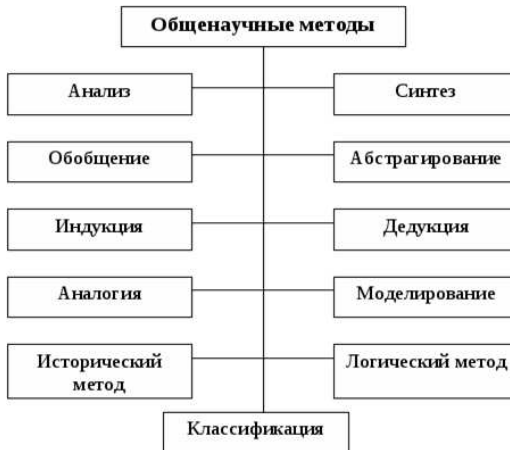 Общенаучные методы
Анализ
Синтез
Обобщение
Абстрагирование
Индукция
Дедукция
Аналогия
Моделирование
Исторический
метод
Логический метод
Классификация